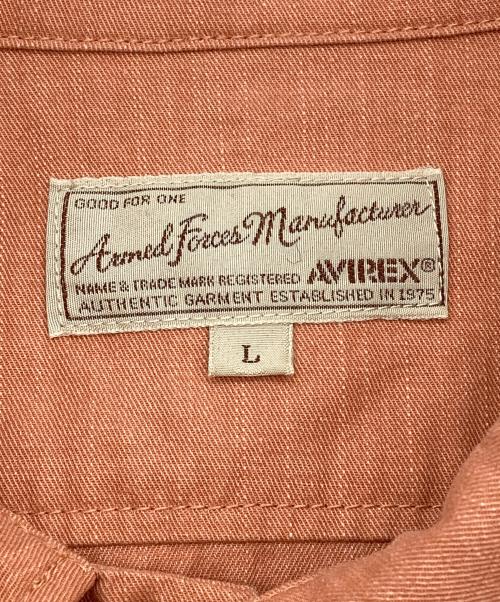 GOOD FOR ONE
Armed Forces Manufacturer
NAME & TRADE MARK REGISTERED AVIREX®
AUTHENTIC GARMENT ESTABLISHED IN 1975
L